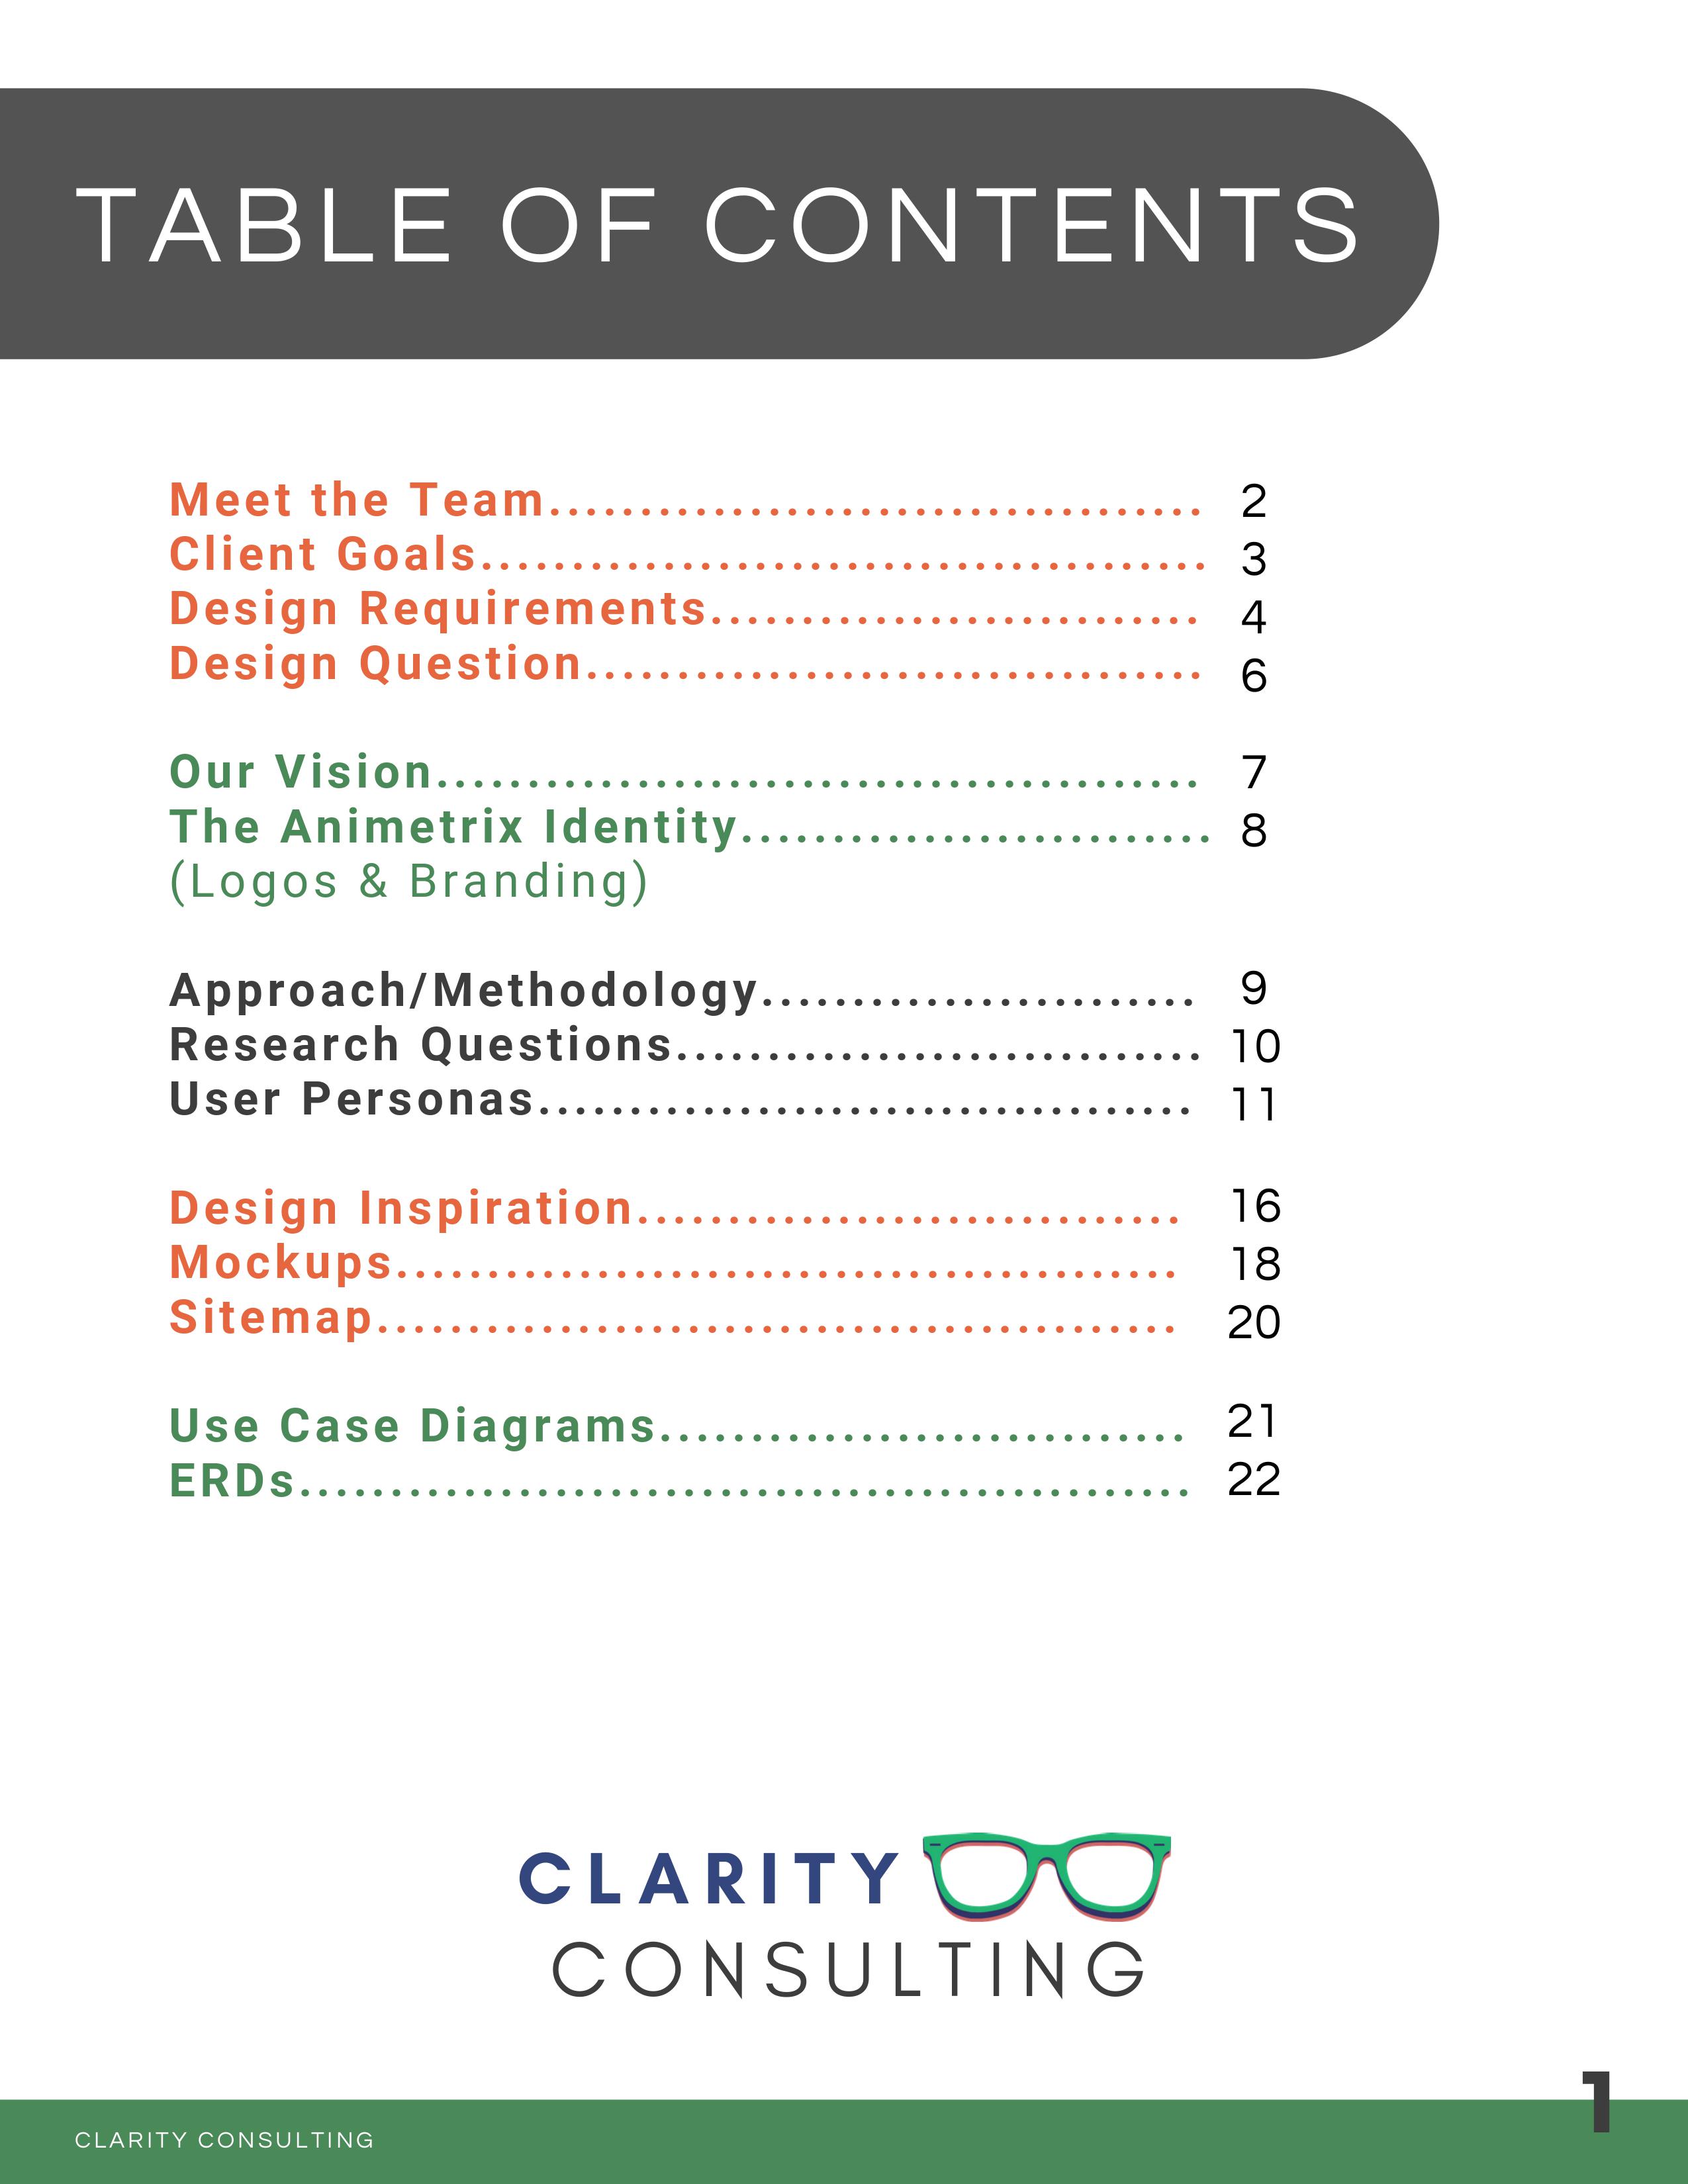 TABLE OF CONTENTS
Meet the Team.................................... 2
Client Goals........................................ 3
Design Requirements........................... 4
Design Question.................................. 6
Our Vision.......................................... 7
The Animetrix Identity.......................... 8
(Logos & Branding)
Approach/Methodology........................ 9
Research Questions............................. 10
User Personas.................................... 11
Design Inspiration.............................. 16
Mockups........................................... 18
Sitemap............................................ 20
Use Case Diagrams............................. 21
ERDs................................................. 22
CLARITY
CONSULTING
1
CLARITY CONSULTING